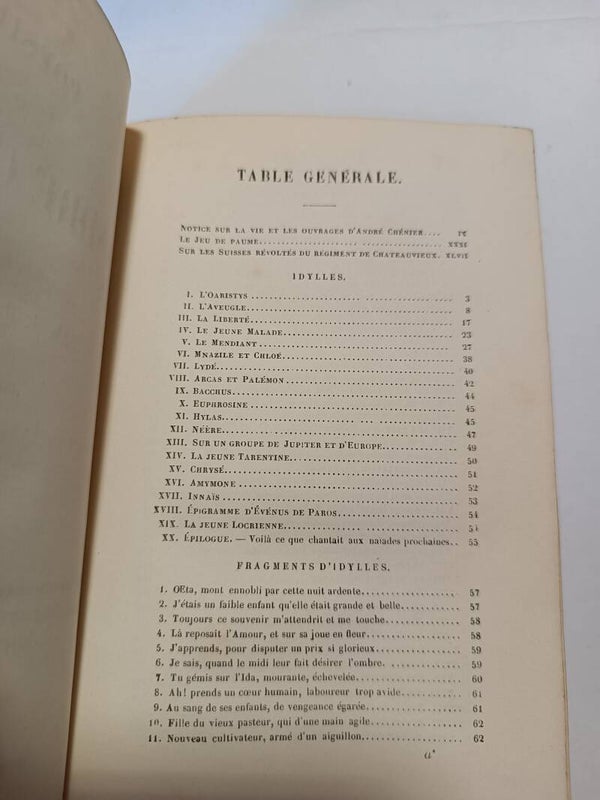 TABLE GÉNÉRALE.
NOTICE SUR LA VIE ET LES OUVRAGES D'ANDRÉ CHÉNIER.... IX
LE JEU DE PAUME............ XXXI
SUR LES SUISSES RÉVOLTÉS DU RÉGIMENT DE CHATEAUVIEUX. XLVII
IDYLLES.
I. L'OARISTYS ............ 3
II. L'AVEUGLE ............ 8
III. LA LIBERTÉ............ 17
IV. LE JEUNE MALADE............ 23
V. LE MENDIANT ............ 27
VI. MNAZILE ET CHLOÉ............ 38
VII. LYDÉ............ 40
VIII. ARCAS ET PALÉMON ............ 42
IX. BACCHUS ............ 44
X. EUPHROSINE ............ 45
XI. HYLAS............ 45
XII. NÉÈRE............ 47
XIII. SUR UN GROUPE DE JUPITER ET D'EUROPE............ 49
XIV. LA JEUNE TARENTINE............ 50
XV. CHRYSÉ............ 51
XVI. AMYMONE ............ 52
XVII. INNAÏS ............ 53
XVIII. ÉPIGRAMME D'ÉVÉNUS DE PAROS............ 54
XIX. LA JEUNE LOCRIENNE............ 54
XX. ÉPILOGUE. — Voilà ce que chantait aux naïades prochaines.. 55
FRAGMENTS D'IDYLLES.
1. OEta, mont ennobli par cette nuit ardente............ 57
2. J'étais un faible enfant qu'elle était grande et belle............ 57
3. Toujours ce souvenir m'attendrit et me touche............ 58
4. Là reposait l'Amour, et sur sa joue en fleur............ 58
5. J'apprends, pour disputer un prix si glorieux............ 59
6. Je sais, quand le midi leur fait désirer l'ombre............ 59
7. Tu gémis sur l'Ida, mourante, échevelée............ 60
8. Ah! prends un cœur humain, laboureur trop avide............ 61
9. Au sang de ses enfants, de vengeance égarée............ 61
10. Fille du vieux pasteur, qui d'une main agile............ 62
11. Nouveau cultivateur, armé d'un aiguillon............ 62
a*